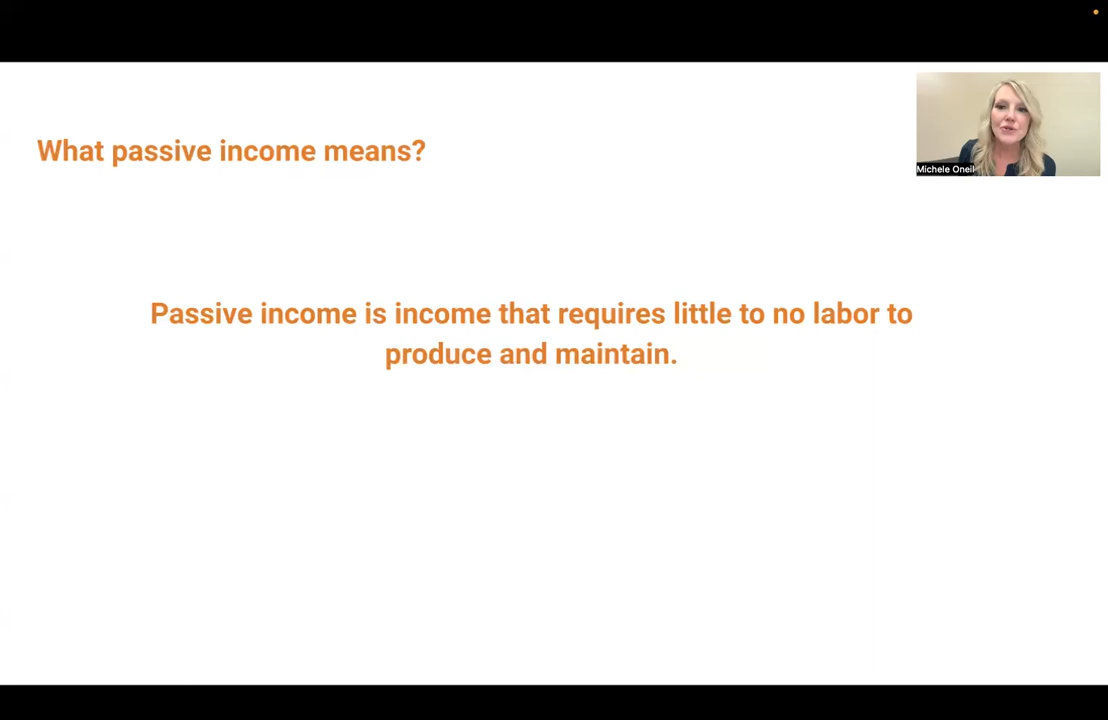 What passive income means?
Michele Oneil
Passive income is income that requires little to no labor to
produce and maintain.